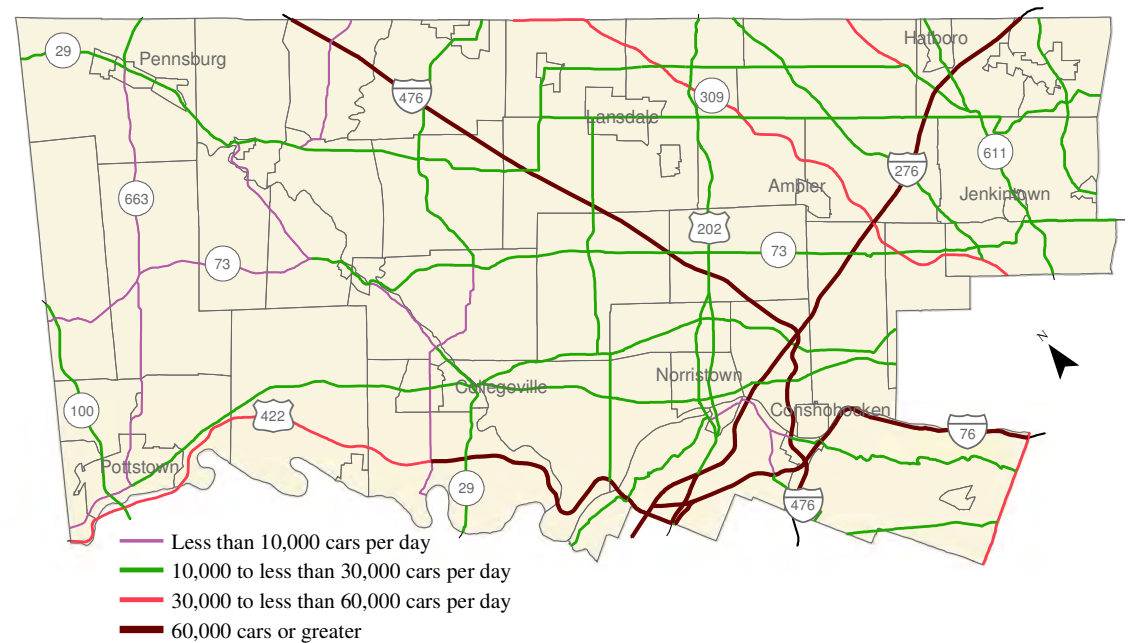 Hatboro
29
Pennsburg
476
309
Lansdale
611
276
Ambler
Jenkintown
663
202
73
73
N
Norristown
Collegeville
100
422
Conshohocken
76
Pottstown
29
476
Less than 10,000 cars per day
10,000 to less than 30,000 cars per day
30,000 to less than 60,000 cars per day
60,000 cars or greater